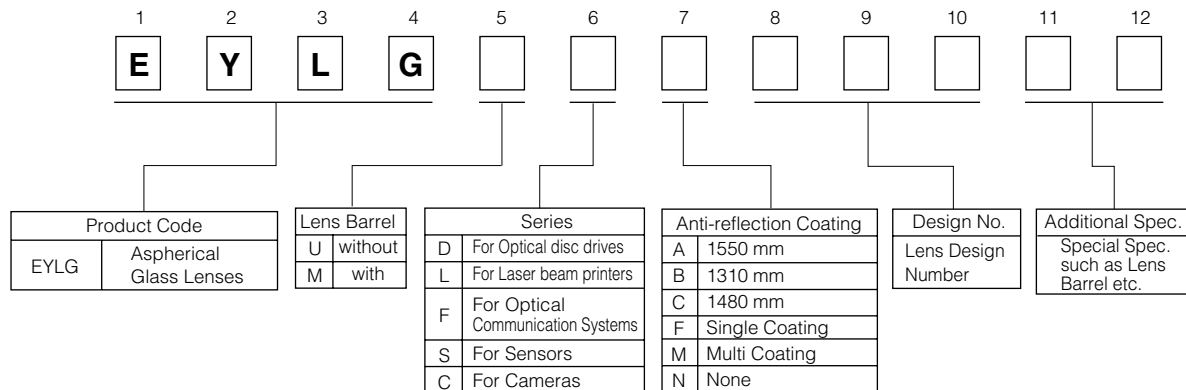 1 2 3 4 5 6 7 8 9 10 11 12
E Y L G
Product Code
EYLG Aspherical
Glass Lenses
Lens Barrel
U without
M with
Series
D For Optical disc drives
L For Laser beam printers
F For Optical
Communication Systems
S For Sensors
C For Cameras
Anti-reflection Coating
A 1550 mm
B 1310 mm
C 1480 mm
F Single Coating
M Multi Coating
N None
Design No.
Lens Design
Number
Additional Spec.
Special Spec.
such as Lens
Barrel etc.